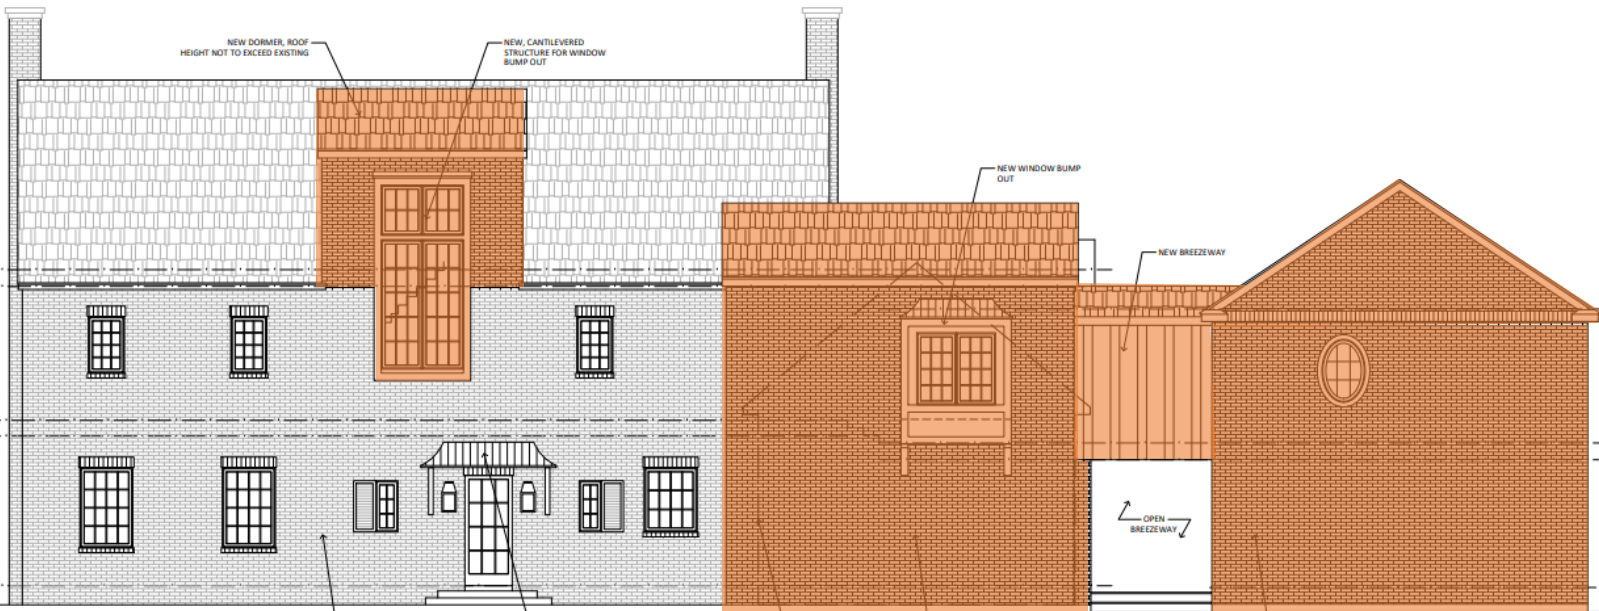 NEW DORMER, ROOF
HEIGHT NOT TO EXCEED EXISTING
NEW, CANTILEVERED
STRUCTURE FOR WINDOW
BUMP OUT
NEW WINDOW BUMP
OUT
NEW BREEZEWAY
OPEN
BREEZEWAY